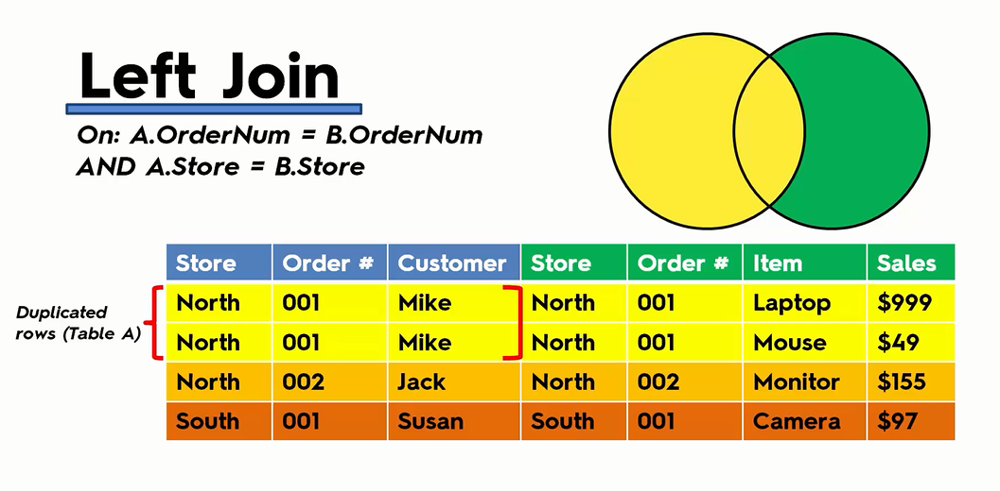 Left Join
On: A.OrderNum = B.OrderNum
AND A.Store = B.Store
Store Order # Customer Store Order # Item Sales
Duplicated
rows (Table A)
North 001 Mike North 001 Laptop $999
North 001 Mike North 001 Mouse $49
North 002 Jack North 002 Monitor $155
South 001 Susan South 001 Camera $97